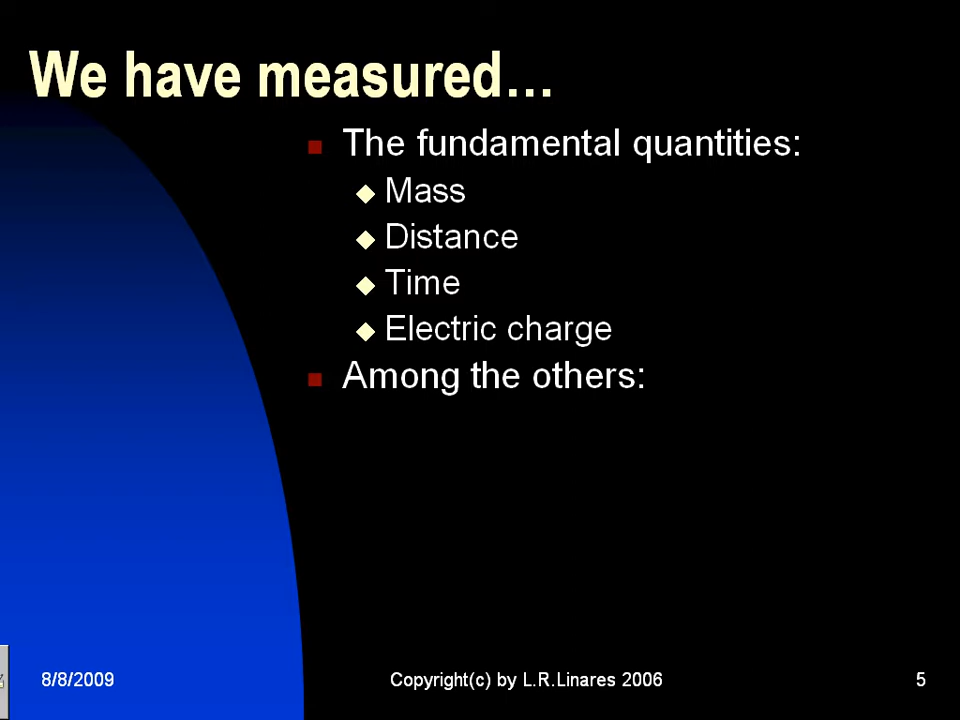 We have measured…
The fundamental quantities:
Mass
Distance
Time
Electric charge
Among the others:
8/8/2009
Copyright(c) by L.R.Linares 2006
5